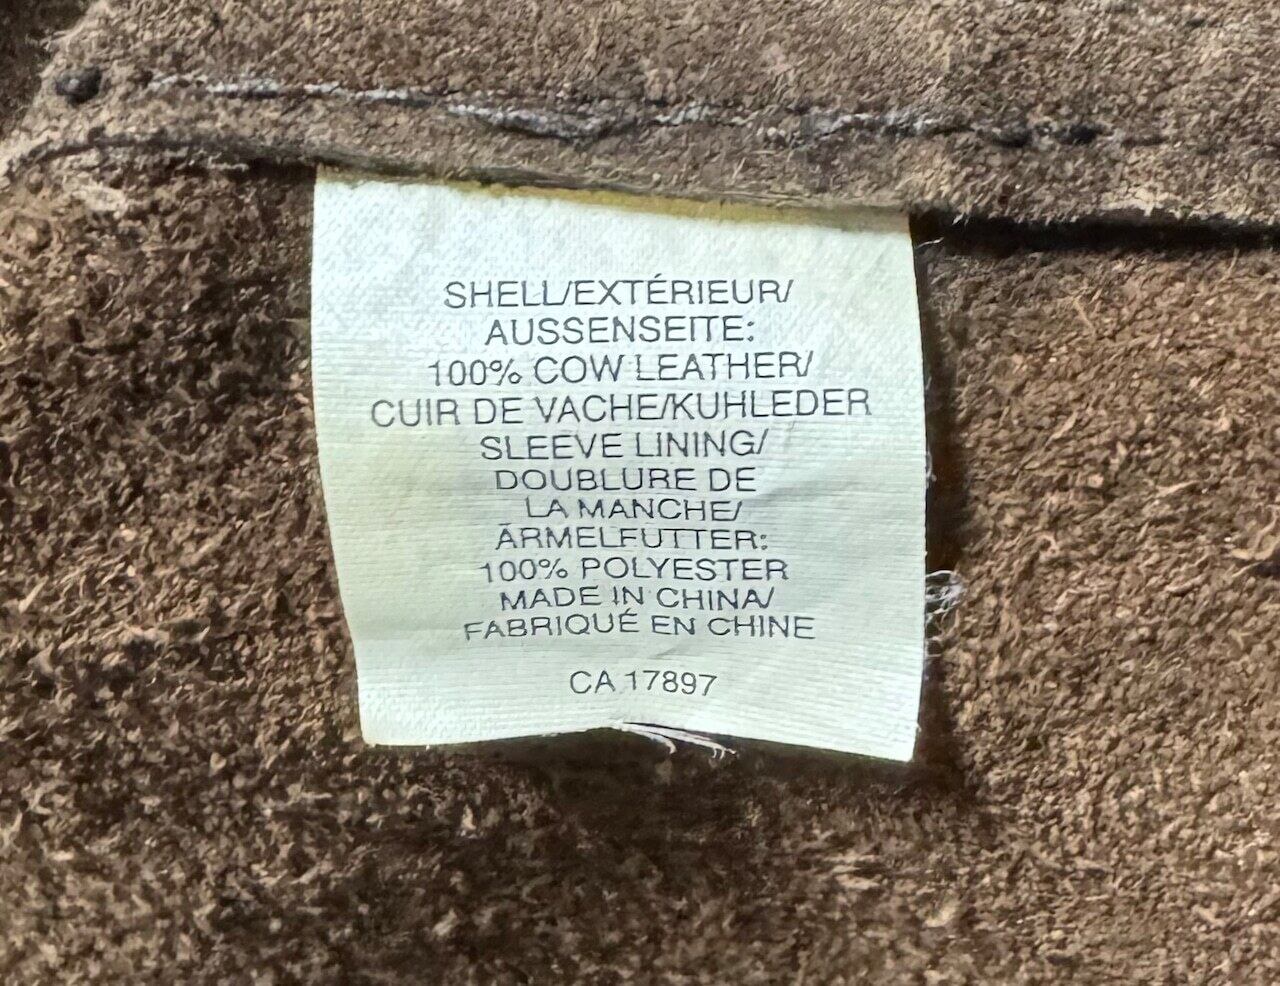 SHELL/EXTÉRIEUR/
AUSSENSEITE:
100% COW LEATHER/
CUIR DE VACHE/KUHLEDER
SLEEVE LINING/
DOUBLURE DE
LA MANCHE/
ÄRMELFUTTER:
100% POLYESTER
MADE IN CHINA/
FABRIQUÉ EN CHINE
CA 17897